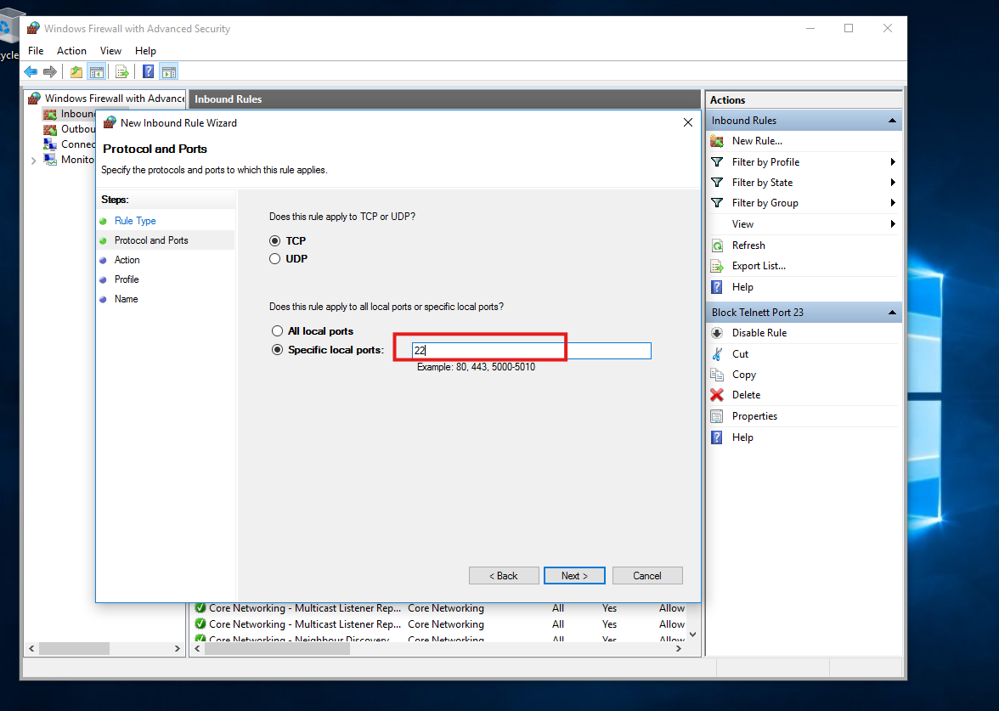 cycle
Windows Firewall with Advanced Security
File Action View Help
Windows Firewall with Advance
Inboun
Outbou
Connec
Monito
Inbound Rules
New Inbound Rule Wizard
Protocol and Ports
Specify the protocols and ports to which this rule applies.
Steps:
Rule Type
Protocol and Ports
Action
Profile
Name
Does this rule apply to TCP or UDP?
TCP
UDP
Does this rule apply to all local ports or specific local ports?
All local ports
Specific local ports:
22
Example: 80, 443, 5000-5010
< Back
Next >
Cancel
Core Networking - Multicast Listener Rep... Core Networking All Yes Allow
Core Networking - Multicast Listener Rep... Core Networking All Yes Allow
Core Networking - Neighbour Discovery Core Networking All Yes Allow
Actions
Inbound Rules
New Rule...
Filter by Profile
Filter by State
Filter by Group
View
Refresh
Export List...
Help
Block Telnett Port 23
Disable Rule
Cut
Copy
Delete
Properties
Help